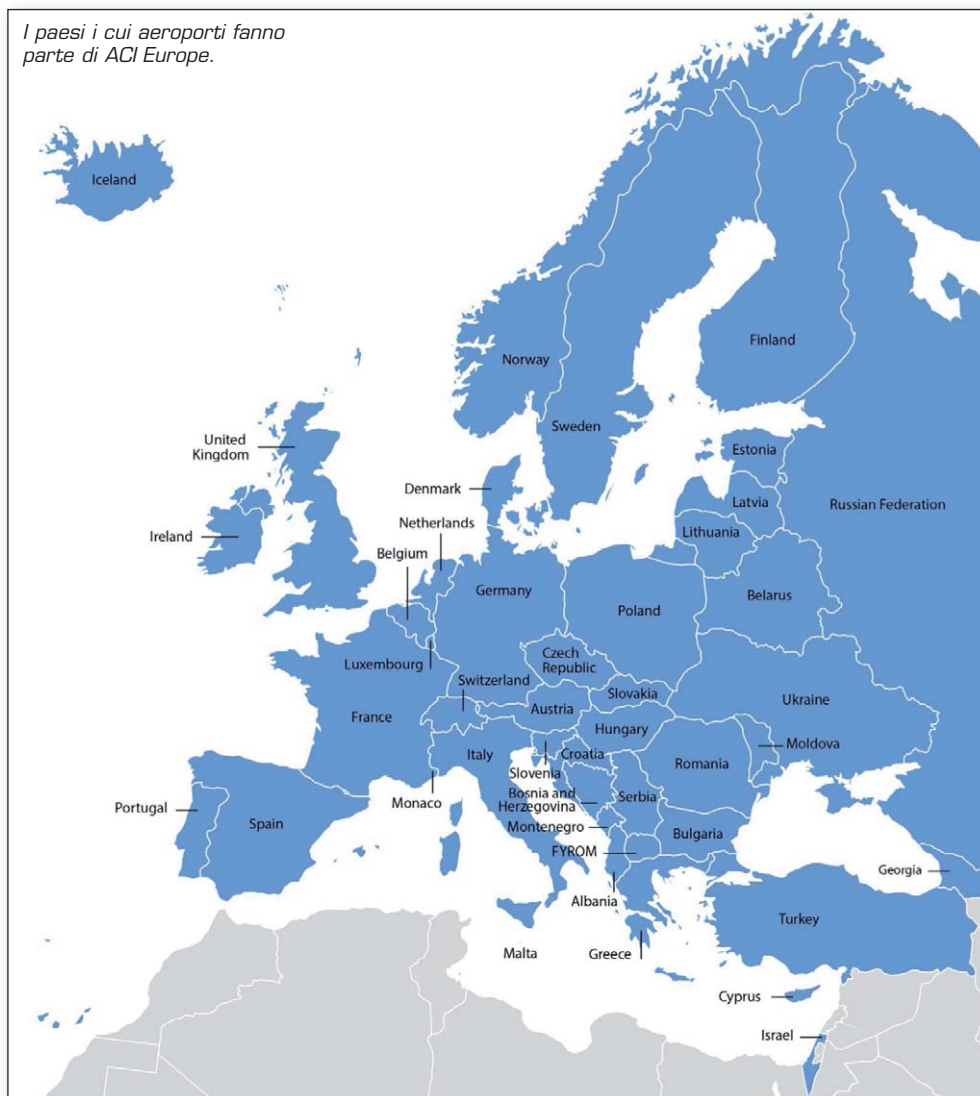 I paesi i cui aeroporti fanno
parte di ACI Europe.
Iceland
Norway
Finland
Sweden
United
Kingdom
Estonia
Denmark
Latvia
Russian Federation
Netherlands
Lithuania
Ireland
Belgium
Germany
Belarus
Poland
Luxembourg
Czech
Republic
Switzerland
Slovakia
Ukraine
Austria
France
Hungary
Moldova
Italy
Croatia
Romania
Slovenia
Bosnia and
Herzegovina
Serbia
Monaco
Portugal
Spain
Montenegro
Bulgaria
FYROM
Georgia
Albania
Turkey
Malta
Greece
Cyprus
Israel